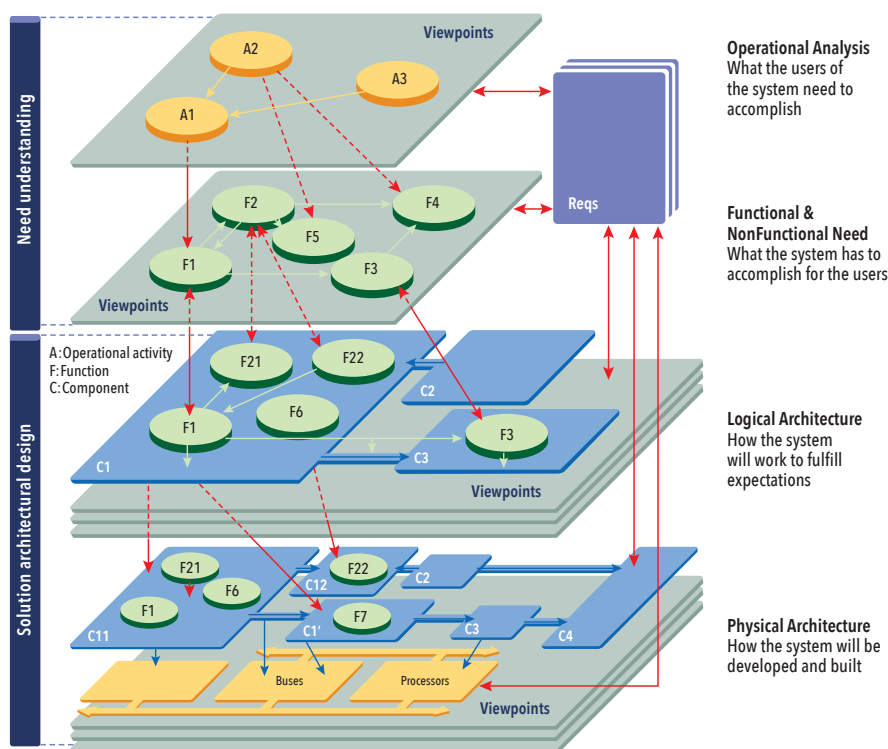 Need understanding
Viewpoints
A2
A3
A1
Operational Analysis
What the users of
the system need to
accomplish
Reqs
F2
F4
F5
F1
F3
Viewpoints
Functional &
NonFunctional Need
What the system has to
accomplish for the users
Solution architectural design
A: Operational activity
F: Function
C: Component
F21
F22
C2
F6
F1
F3
C1
C3
Viewpoints
Logical Architecture
How the system
will work to fulfill
expectations
F21
F22
C2
F6
C12
F1
F7
C11
C1'
C3
C4
Physical Architecture
How the system will be
developed and built
Buses
Processors
Viewpoints